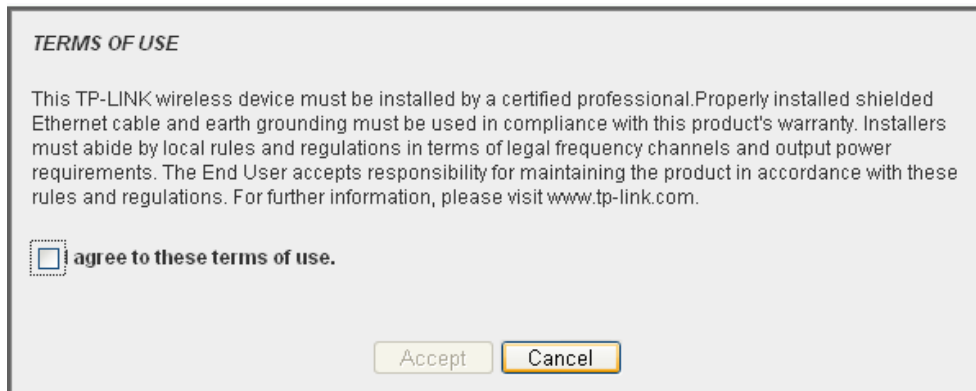 TERMS OF USE
This TP-LINK wireless device must be installed by a certified professional.Properly installed shielded
Ethernet cable and earth grounding must be used in compliance with this product's warranty. Installers
must abide by local rules and regulations in terms of legal frequency channels and output power
requirements. The End User accepts responsibility for maintaining the product in accordance with these
rules and regulations. For further information, please visit www.tp-link.com.
I agree to these terms of use.
Accept Cancel